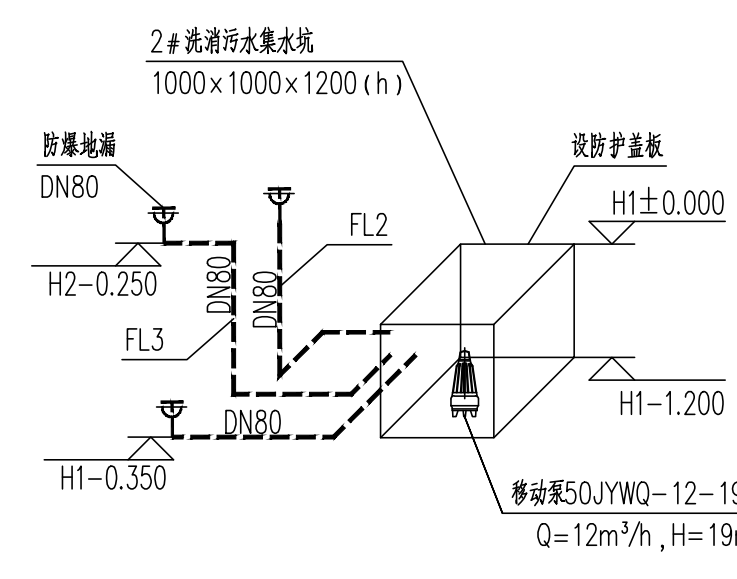 2#洗消污水集水坑
1000×1000×1200(h)
防爆地漏
DN80
设防护盖板
H1±0.000
FL2
H2-0.250
DN80
DN80
FL3
H1-1.200
DN80
H1-0.350
移动泵50JYWQ-12-19
Q=12m³/h,H=19m